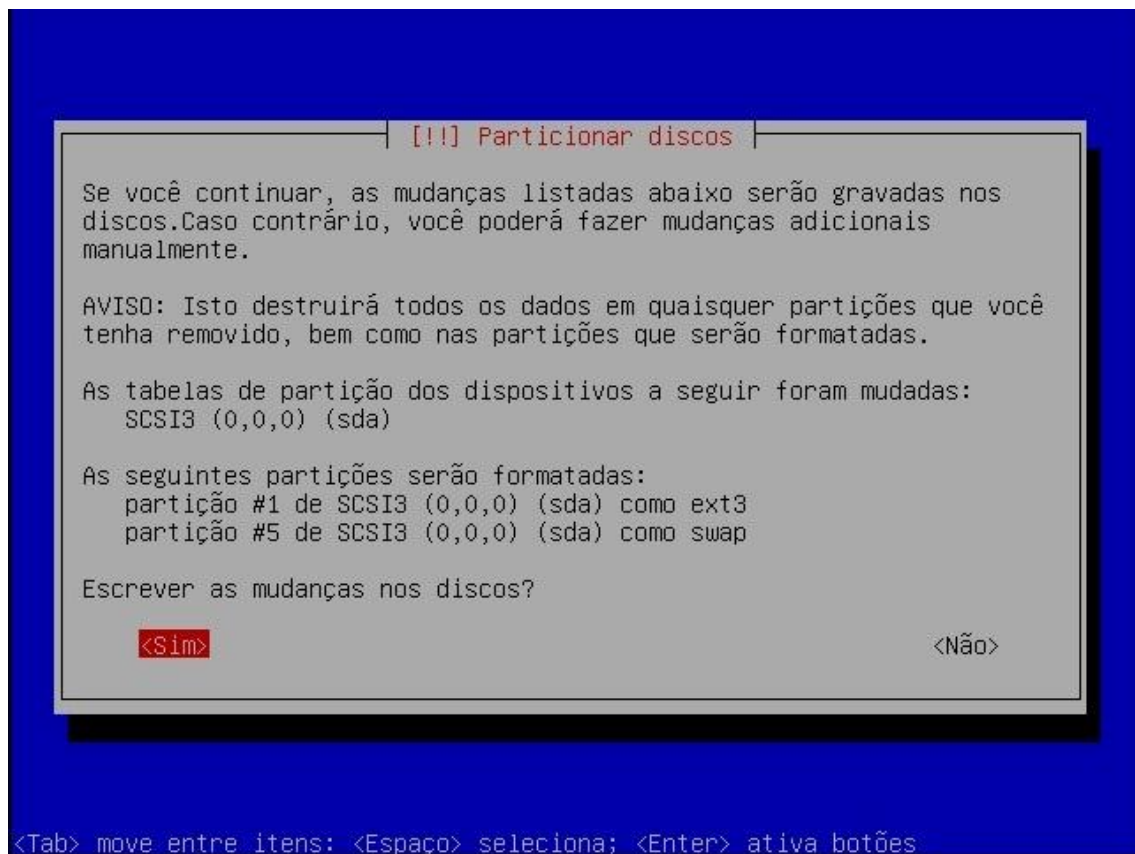 [!!] Particionar discos
Se você continuar, as mudanças listadas abaixo serão gravadas nos
discos.Caso contrário, você poderá fazer mudanças adicionais
manualmente.
AVISO: Isto destruirá todos os dados em quaisquer partições que você
tenha removido, bem como nas partições que serão formatadas.
As tabelas de partição dos dispositivos a seguir foram mudadas:
SCSI3 (0,0,0) (sda)
As seguintes partições serão formatadas:
partição #1 de SCSI3 (0,0,0) (sda) como ext3
partição #5 de SCSI3 (0,0,0) (sda) como swap
Escrever as mudanças nos discos?
<Sim> <Não>
<Tab> move entre itens: <Espaço> seleciona; <Enter> ativa botões